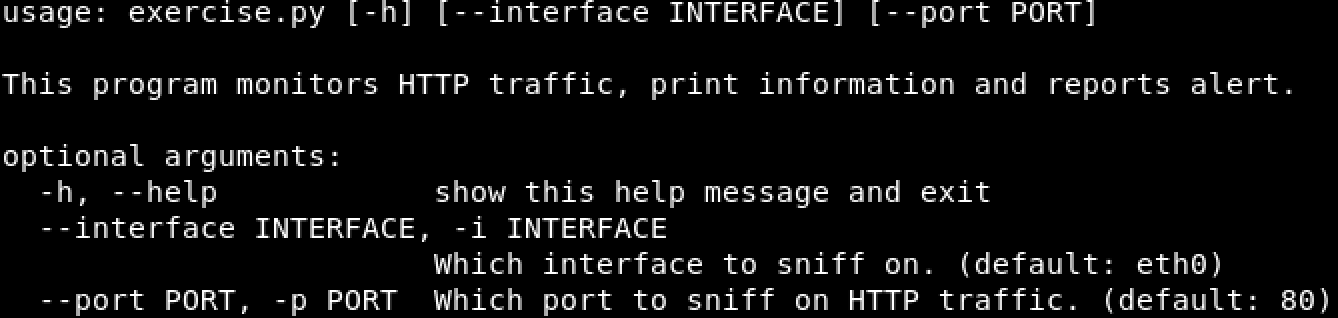 usage: exercise.py [-h] [--interface INTERFACE] [--port PORT]
This program monitors HTTP traffic, print information and reports alert.
optional arguments:
-h, --help show this help message and exit
--interface INTERFACE, -i INTERFACE
Which interface to sniff on. (default: eth0)
--port PORT, -p PORT Which port to sniff on HTTP traffic. (default: 80)